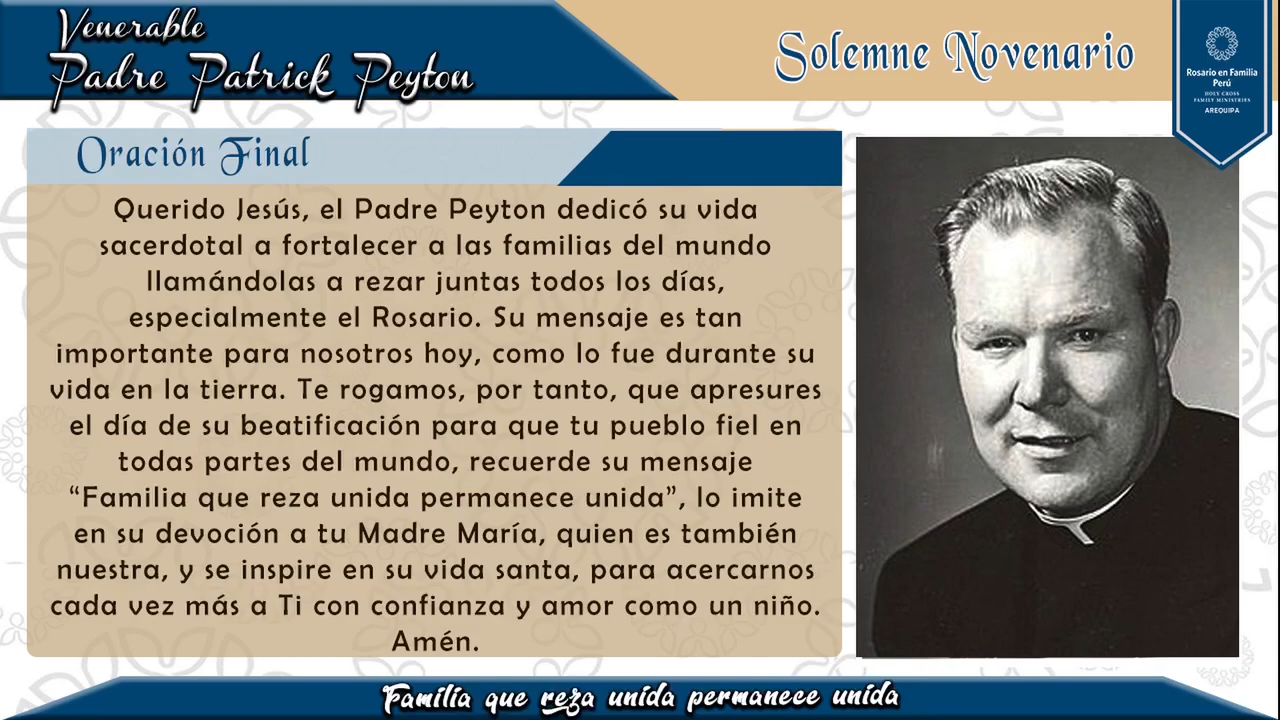 Venerable
Padre Patrick Peyton
Solemne Novenario
Rosario en Familia
Perú
HOLY CROSS
FAMILY MINISTRIES
AREQUIPA
Oración Final
Querido Jesús, el Padre Peyton dedicó su vida
sacerdotal a fortalecer a las familias del mundo
llamándolas a rezar juntas todos los días,
especialmente el Rosario. Su mensaje es tan
importante para nosotros hoy, como lo fue durante su
vida en la tierra. Te rogamos, por tanto, que apresures
el día de su beatificación para que tu pueblo fiel en
todas partes del mundo, recuerde su mensaje
“Familia que reza unida permanece unida”, lo imite
en su devoción a tu Madre María, quien es también
nuestra, y se inspire en su vida santa, para acercarnos
cada vez más a Ti con confianza y amor como un niño.
Amén.
Familia que reza unida permanece unida